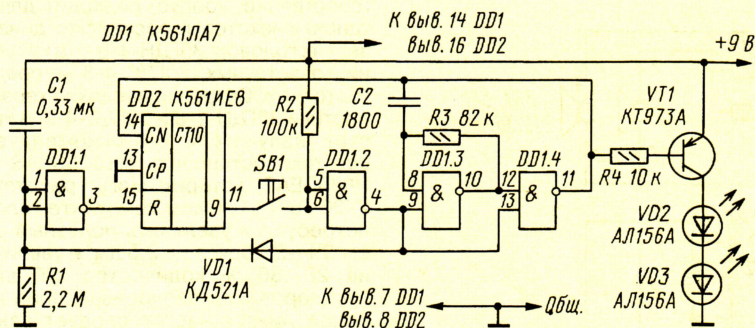 DD1 К561ЛА7
К выв. 14 DD1
выв. 16 DD2
+9 В
C1
0,33 мк
DD2 К561ИЕ8
R2
100к
C2
1800
R3 82 к
VT1
КТ973А
14
CN
CT10
13
CP
15
R
9
11
SB1
DD1.1
1
2
&
3
DD1.2
5
6
&
4
DD1.3
8
9
&
10
DD1.4
12
13
&
11
R4 10 к
VD2
АЛ156А
VD3
АЛ156А
R1
2,2 М
VD1
КД521А
К выв. 7 DD1
выв. 8 DD2
Общ.